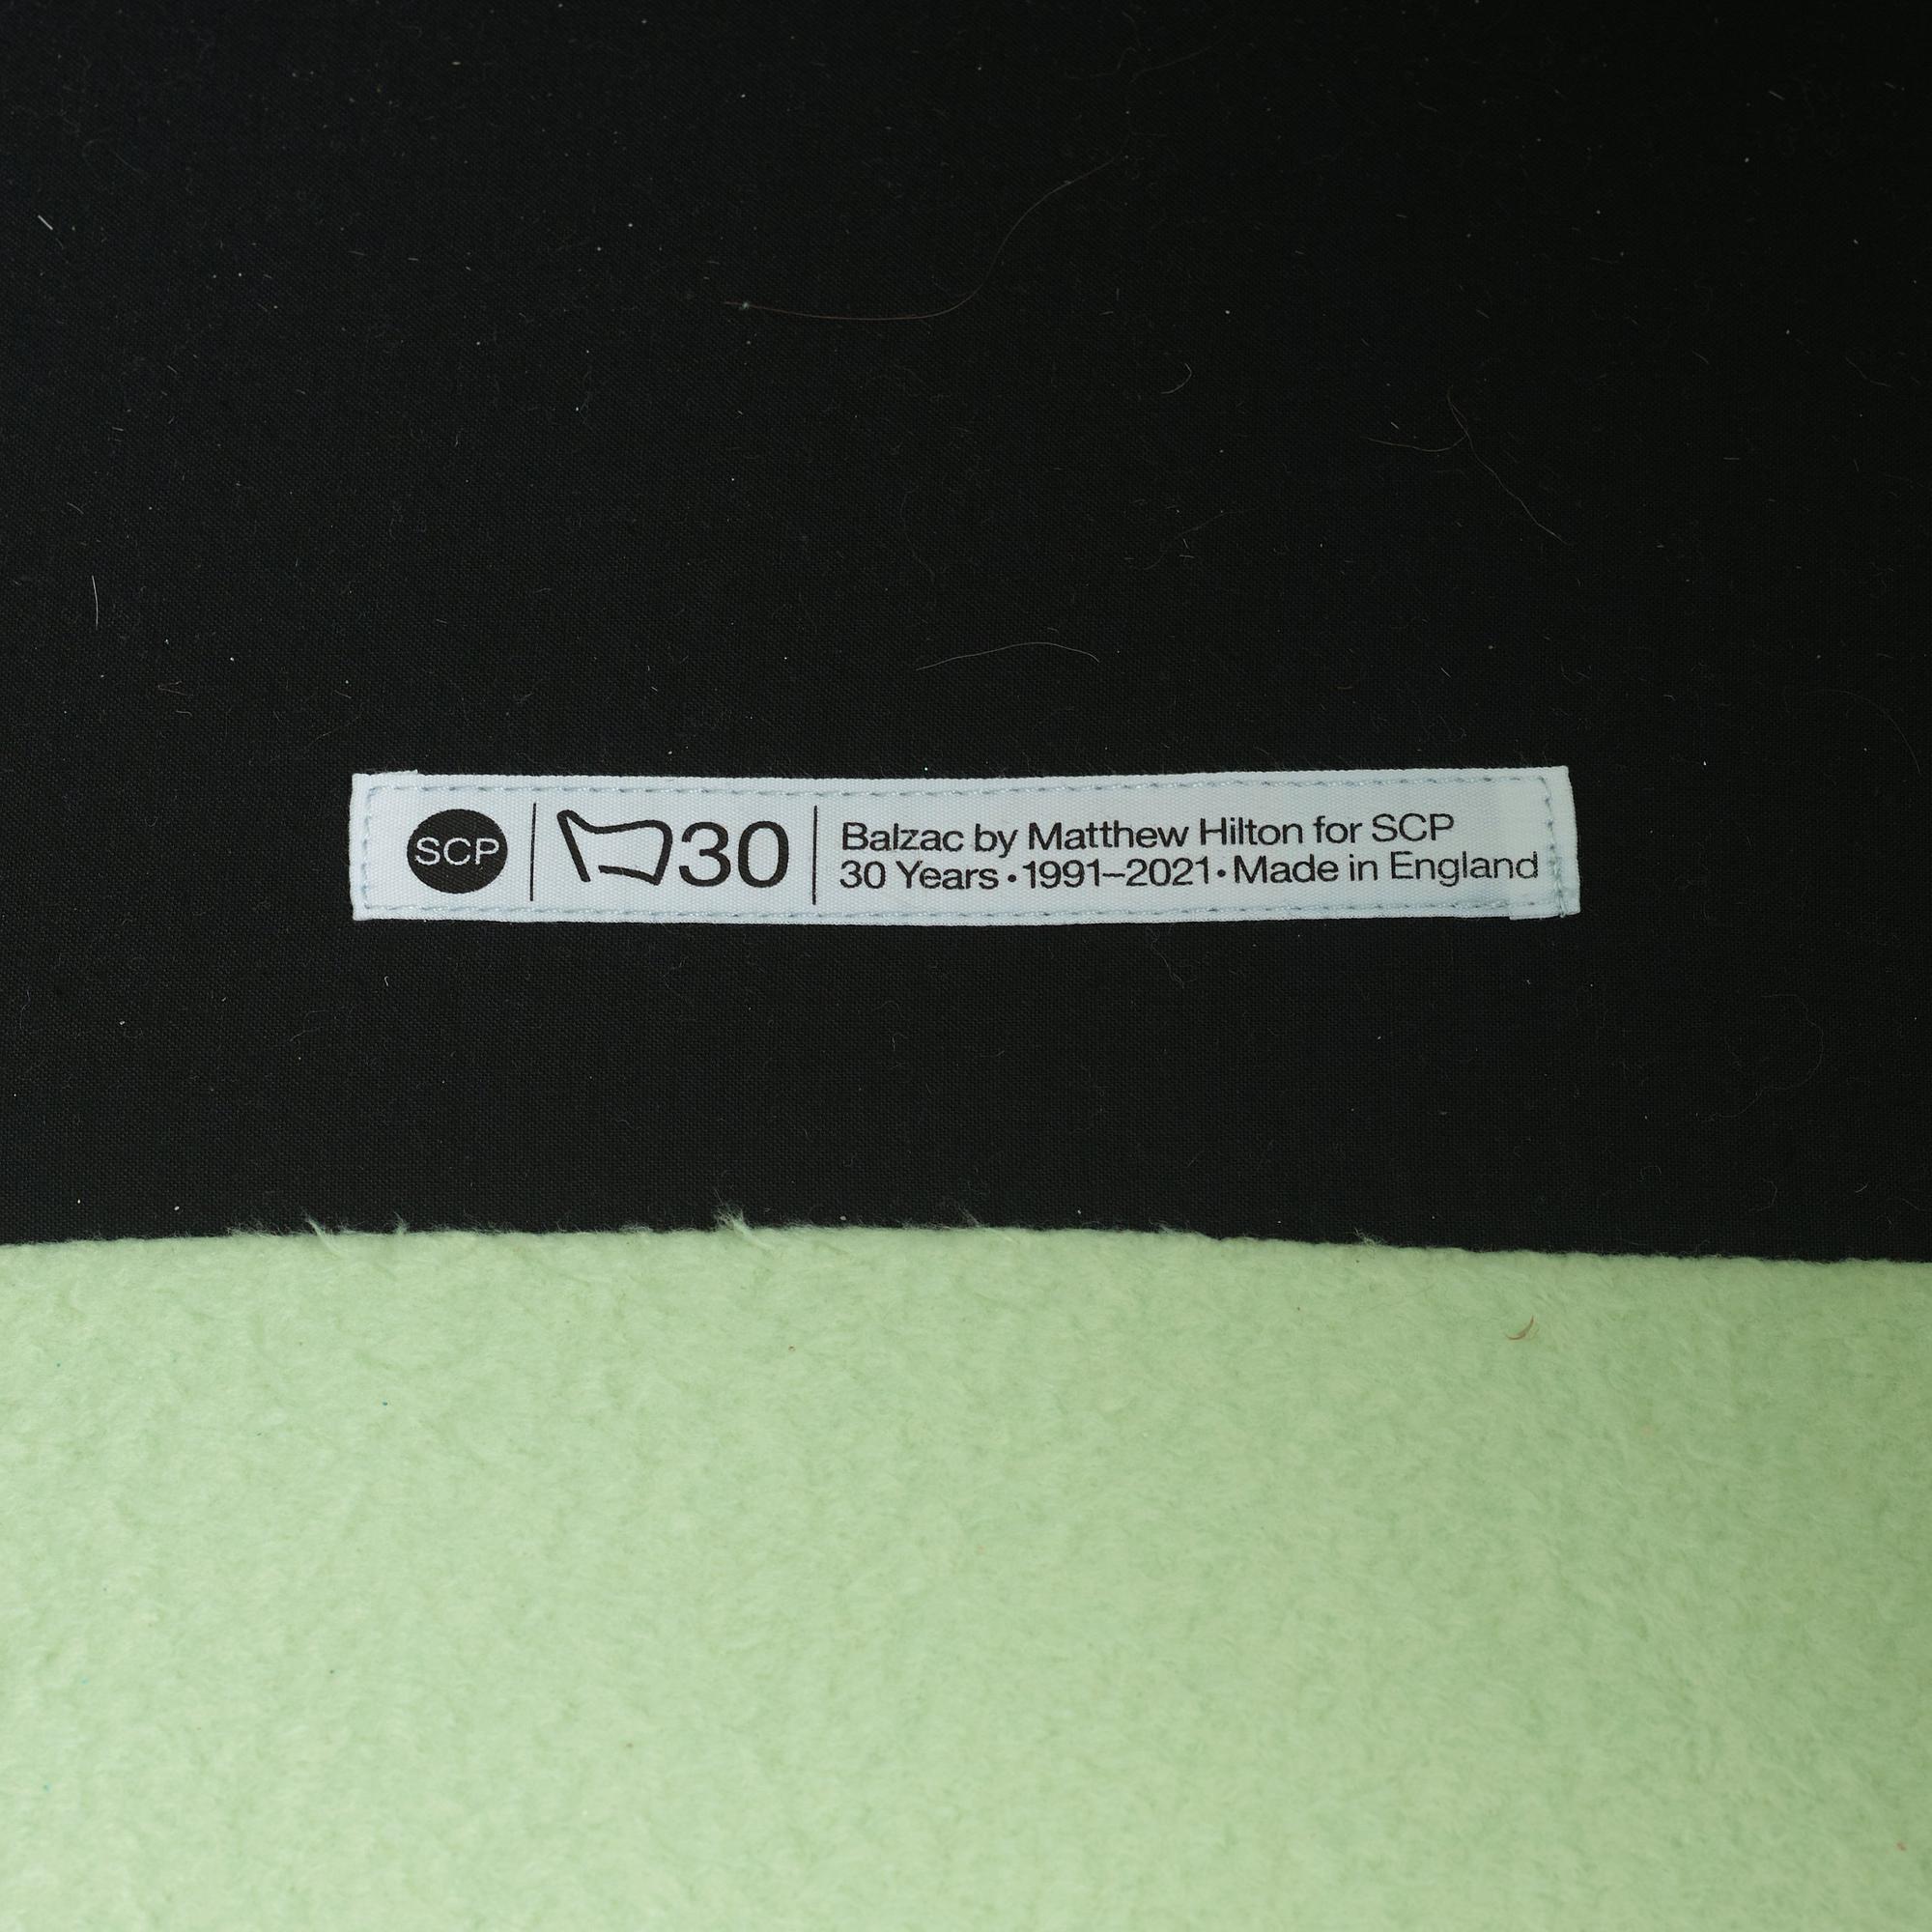 SCP
30
Balzac by Matthew Hilton for SCP
30 Years • 1991–2021 • Made in England